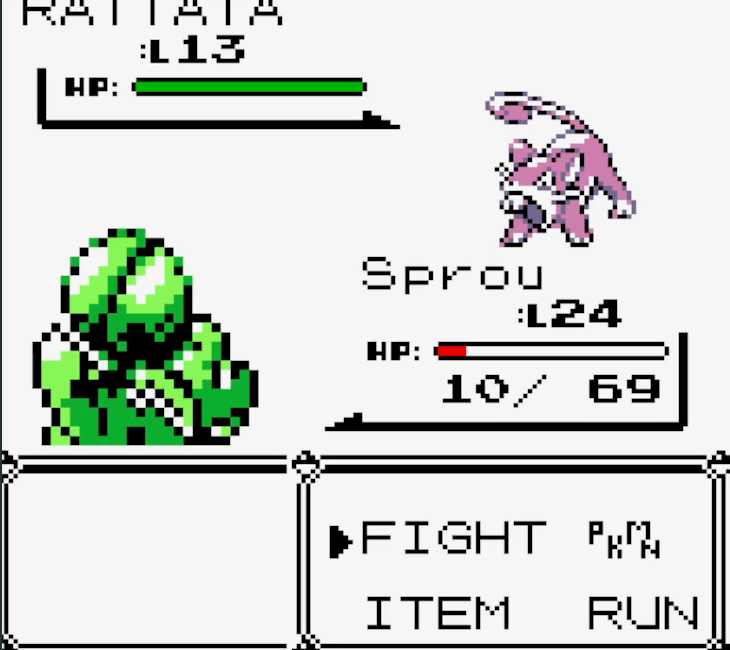 RATTATA
:L13
HP:
Sprou
:L24
HP:
10/ 69
FIGHT PKMN
ITEM RUN